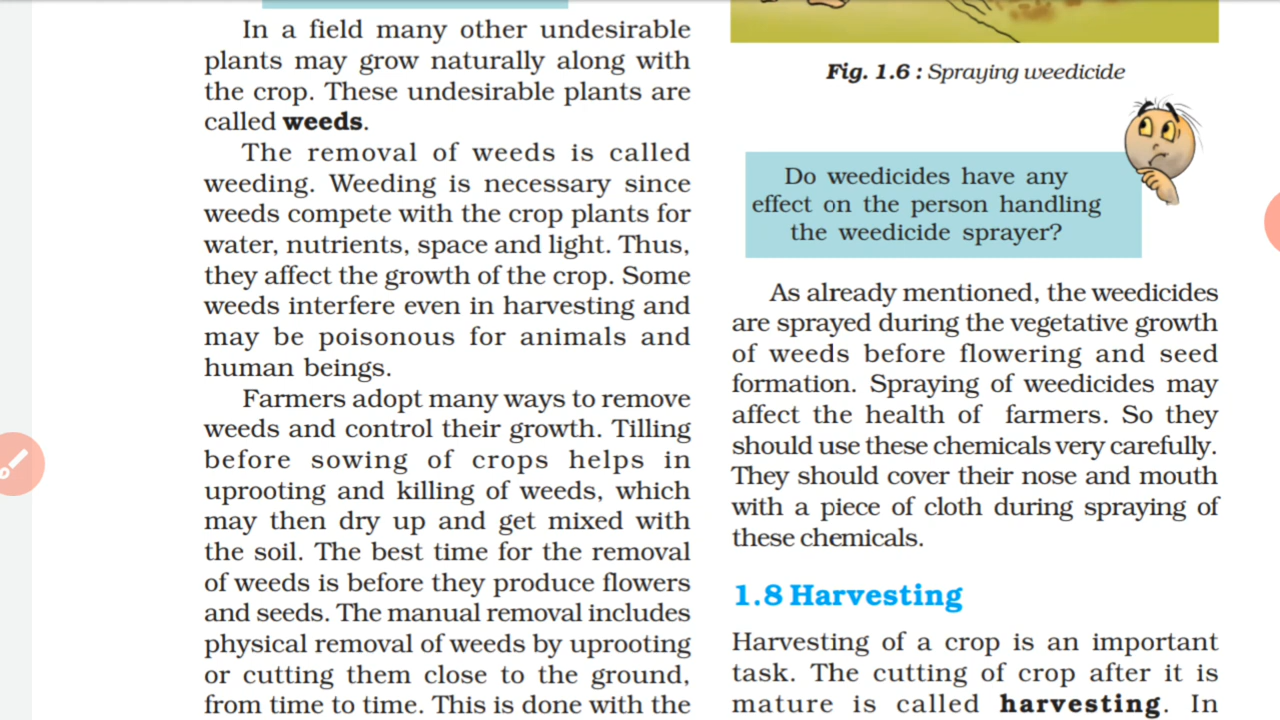 In a field many other undesirable
plants may grow naturally along with
the crop. These undesirable plants are
called weeds.
The removal of weeds is called
weeding. Weeding is necessary since
weeds compete with the crop plants for
water, nutrients, space and light. Thus,
they affect the growth of the crop. Some
weeds interfere even in harvesting and
may be poisonous for animals and
human beings.
Farmers adopt many ways to remove
weeds and control their growth. Tilling
before sowing of crops helps in
uprooting and killing of weeds, which
may then dry up and get mixed with
the soil. The best time for the removal
of weeds is before they produce flowers
and seeds. The manual removal includes
physical removal of weeds by uprooting
or cutting them close to the ground,
from time to time. This is done with the
Fig. 1.6 : Spraying weedicide
Do weedicides have any
effect on the person handling
the weedicide sprayer?
As already mentioned, the weedicides
are sprayed during the vegetative growth
of weeds before flowering and seed
formation. Spraying of weedicides may
affect the health of farmers. So they
should use these chemicals very carefully.
They should cover their nose and mouth
with a piece of cloth during spraying of
these chemicals.
1.8 Harvesting
Harvesting of a crop is an important
task. The cutting of crop after it is
mature is called harvesting. In